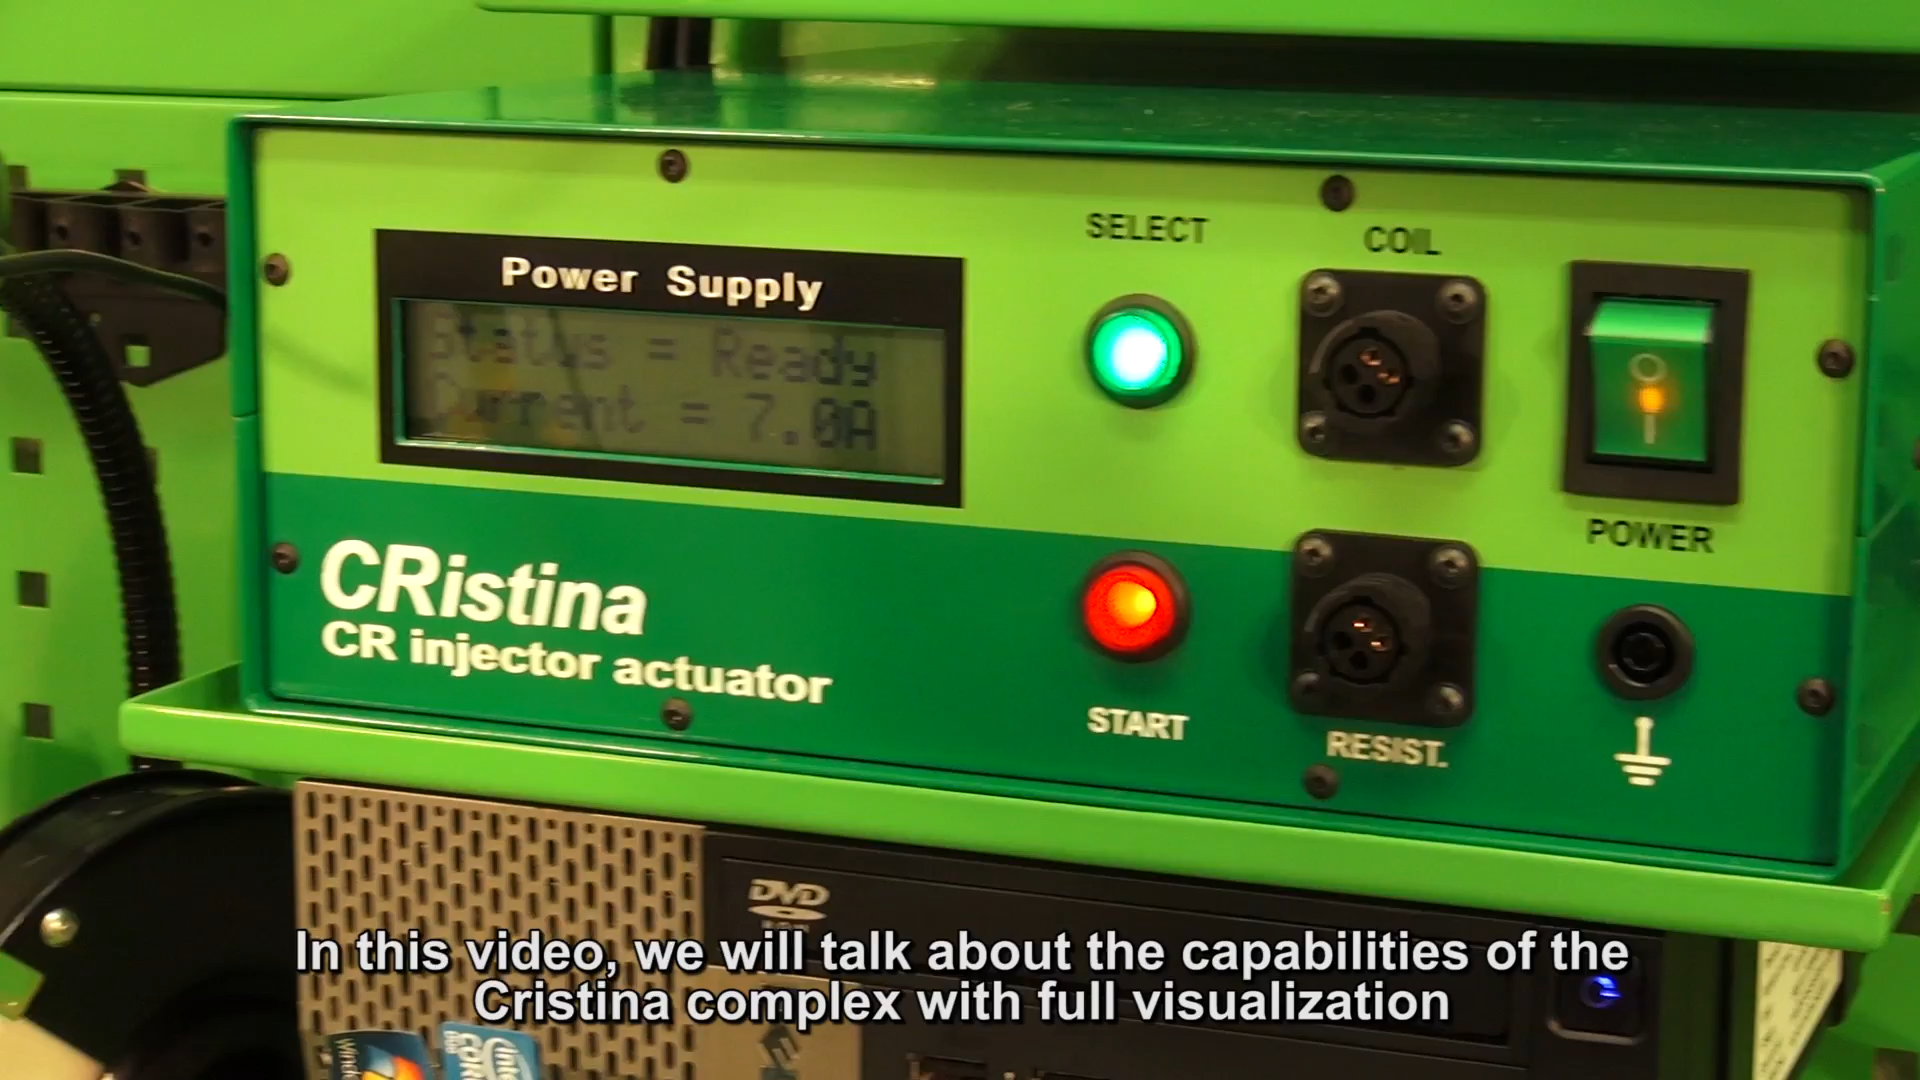 SELECT
COIL
Power Supply
Status = Ready
Current = 7.0A
POWER
CRistina
CR injector actuator
START
RESIST.
DVD
In this video, we will talk about the capabilities of the
Cristina complex with full visualization